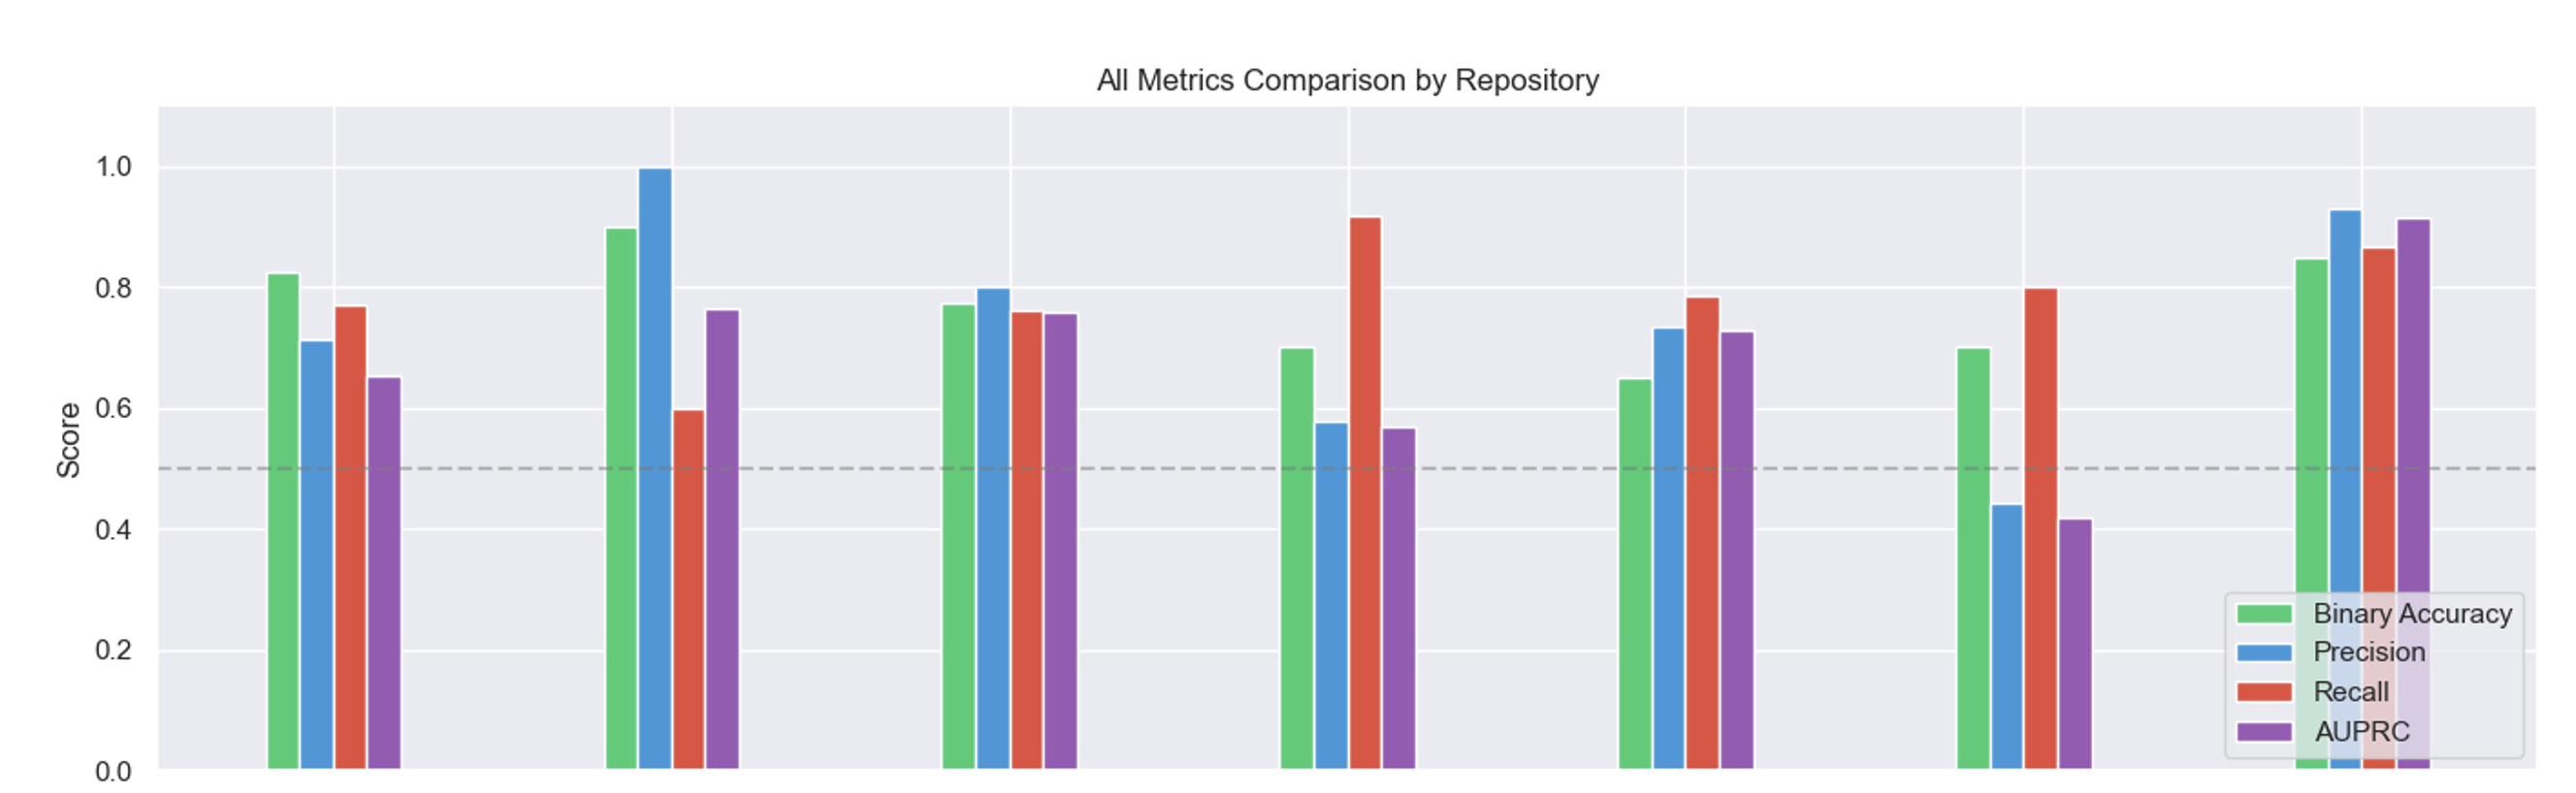 All Metrics Comparison by Repository
1.0
0.8
0.6
0.4
0.2
0.0
Score
Binary Accuracy
Precision
Recall
AUPRC